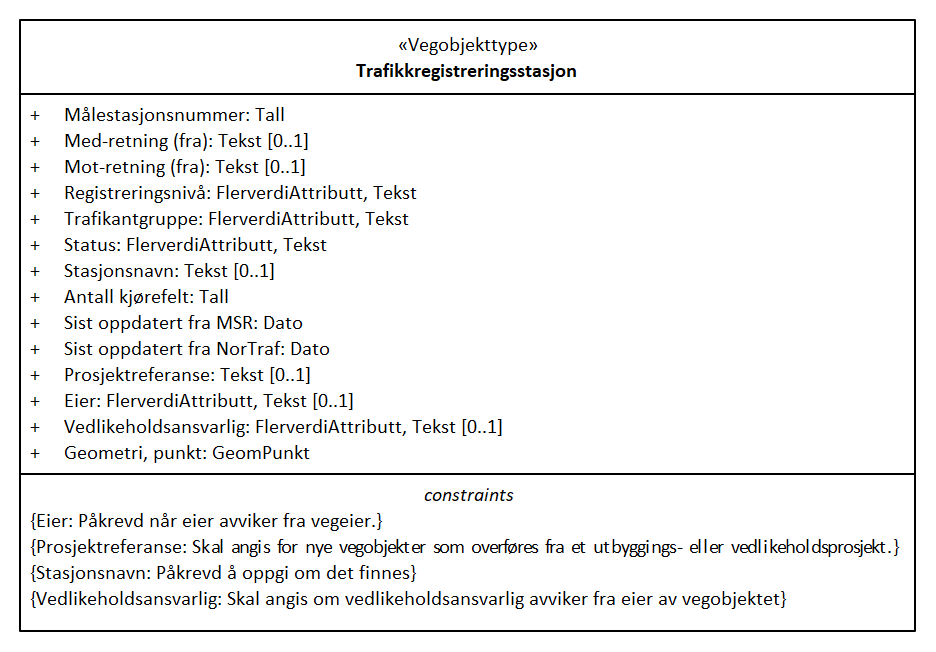 «Vegobjekttype»
Trafikkregistreringsstasjon
+ Målestasjonsnummer: Tall
+ Med-retning (fra): Tekst [0..1]
+ Mot-retning (fra): Tekst [0..1]
+ Registreringsnivå: FlerverdiAttributt, Tekst
+ Trafikantgruppe: FlerverdiAttributt, Tekst
+ Status: FlerverdiAttributt, Tekst
+ Stasjonsnavn: Tekst [0..1]
+ Antall kjørefelt: Tall
+ Sist oppdatert fra MSR: Dato
+ Sist oppdatert fra NorTraf: Dato
+ Prosjektreferanse: Tekst [0..1]
+ Eier: FlerverdiAttributt, Tekst [0..1]
+ Vedlikeholdsansvarlig: FlerverdiAttributt, Tekst [0..1]
+ Geometri, punkt: GeomPunkt
constraints
{Eier: Påkrevd når eier avviker fra vegeier.}
{Prosjektreferanse: Skal angis for nye vegobjekter som overføres fra et utbyggings- eller vedlikeholdsprosjekt.}
{Stasjonsnavn: Påkrevd å oppgi om det finnes}
{Vedlikeholdsansvarlig: Skal angis om vedlikeholdsansvarlig avviker fra eier av vegobjektet}